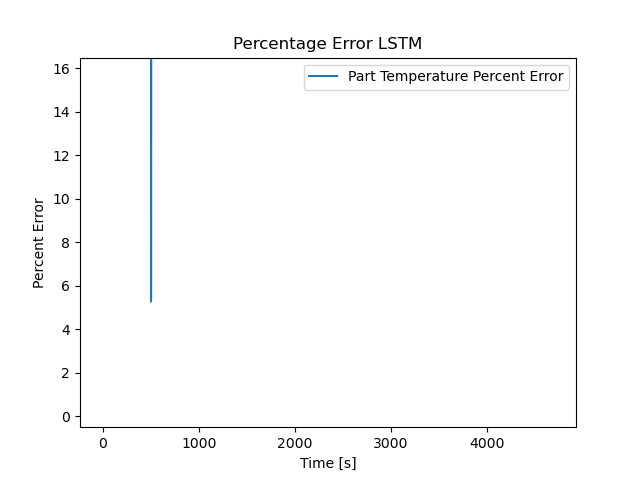 Percentage Error LSTM
Part Temperature Percent Error
16
14
12
10
8
6
4
2
0
Percent Error
0 1000 2000 3000 4000
Time [s]